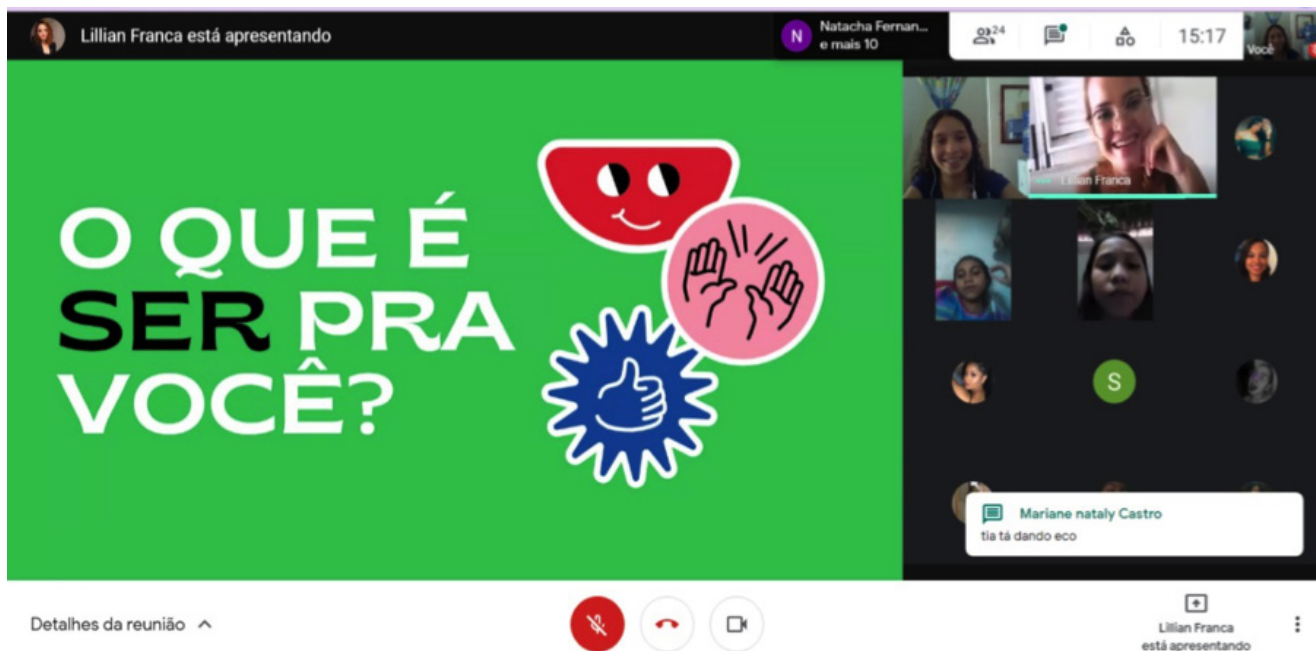 Lillian Franca está apresentando
N
Natacha Fernan...
e mais 10
24
15:17
Você
O QUE É
SER PRA
VOCÊ?
Lillian Franca
S
Mariane nataly Castro
tia tá dando eco
Detalhes da reunião
Lillian Franca
está apresentando